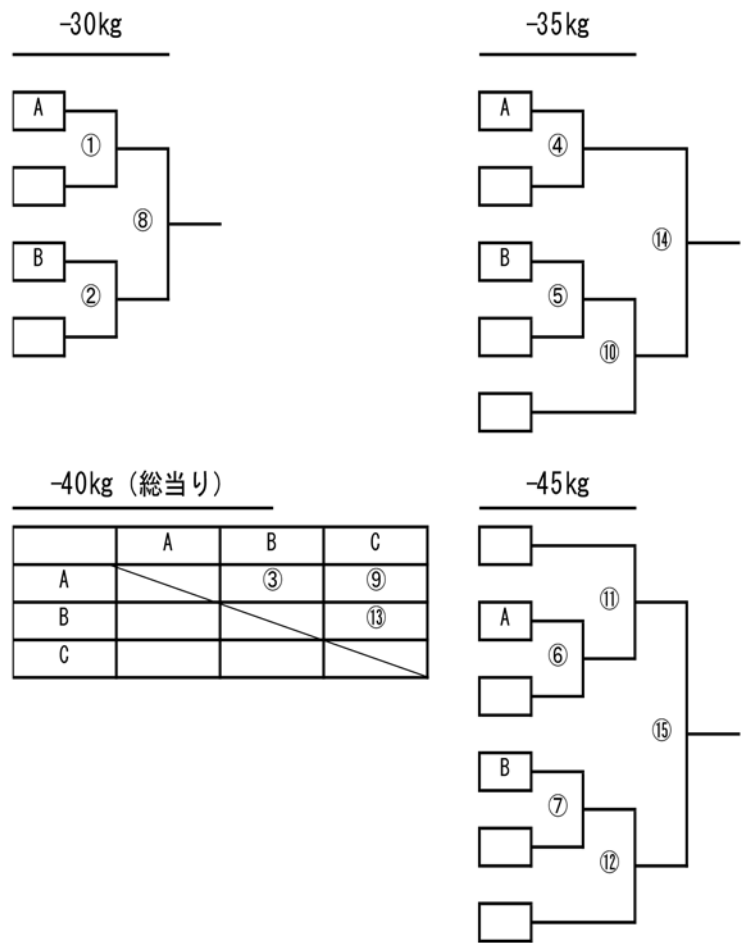 -30kg
A
①
⑧
B
②
-35kg
A
④
⑭
B
⑤
⑩
-40kg (総当り)
A B C
A ③ ⑨
B ⑬
C
-45kg
⑪
A
⑥
⑮
B
⑦
⑫